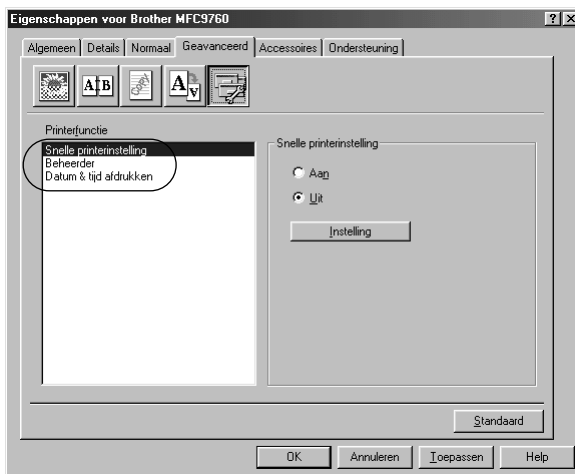 Eigenschappen voor Brother MFC9760
Algemeen Details Normaal Geavanceerd Accessoires Ondersteuning
A B copy A A
Printerfunctie
Snelle printerinstelling
Beheerder
Datum & tijd afdrukken
Snelle printerinstelling
Aan
Uit
Instelling
Standaard
OK Annuleren Toepassen Help